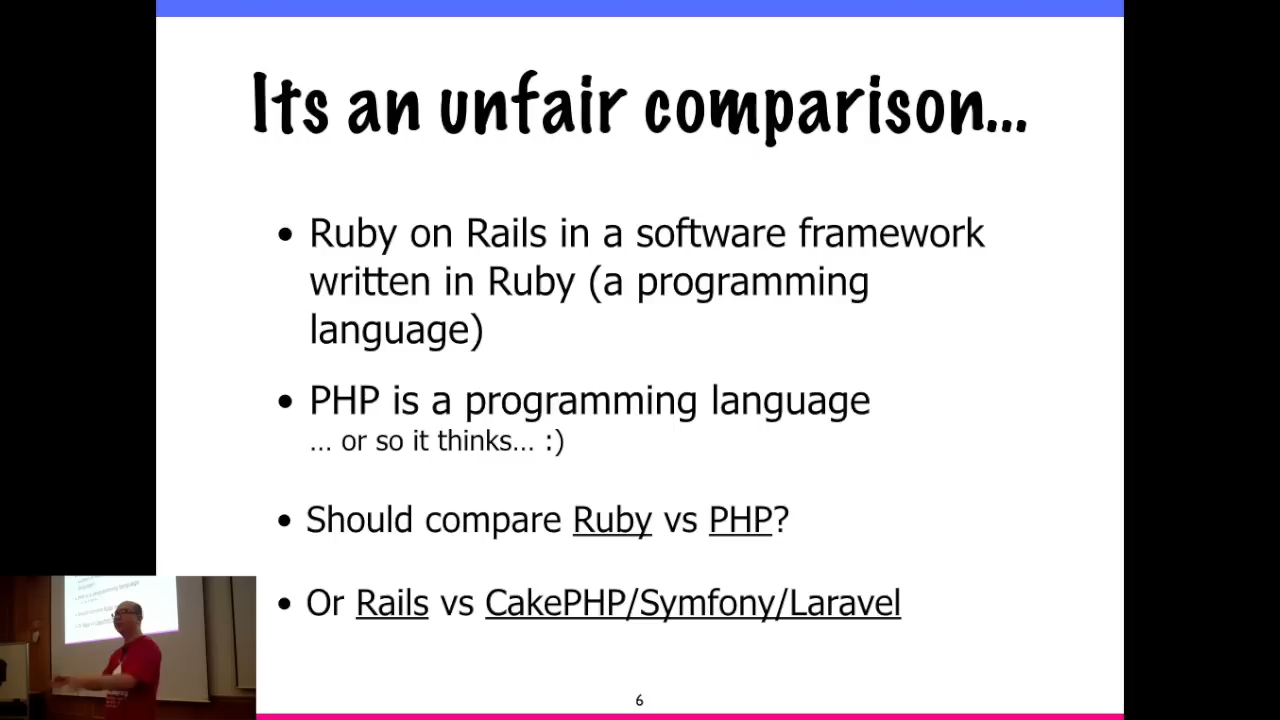 Its an unfair comparison...
• Ruby on Rails in a software framework
written in Ruby (a programming
language)
• PHP is a programming language
... or so it thinks... :)
• Should compare Ruby vs PHP?
• Or Rails vs CakePHP/Symfony/Laravel
6